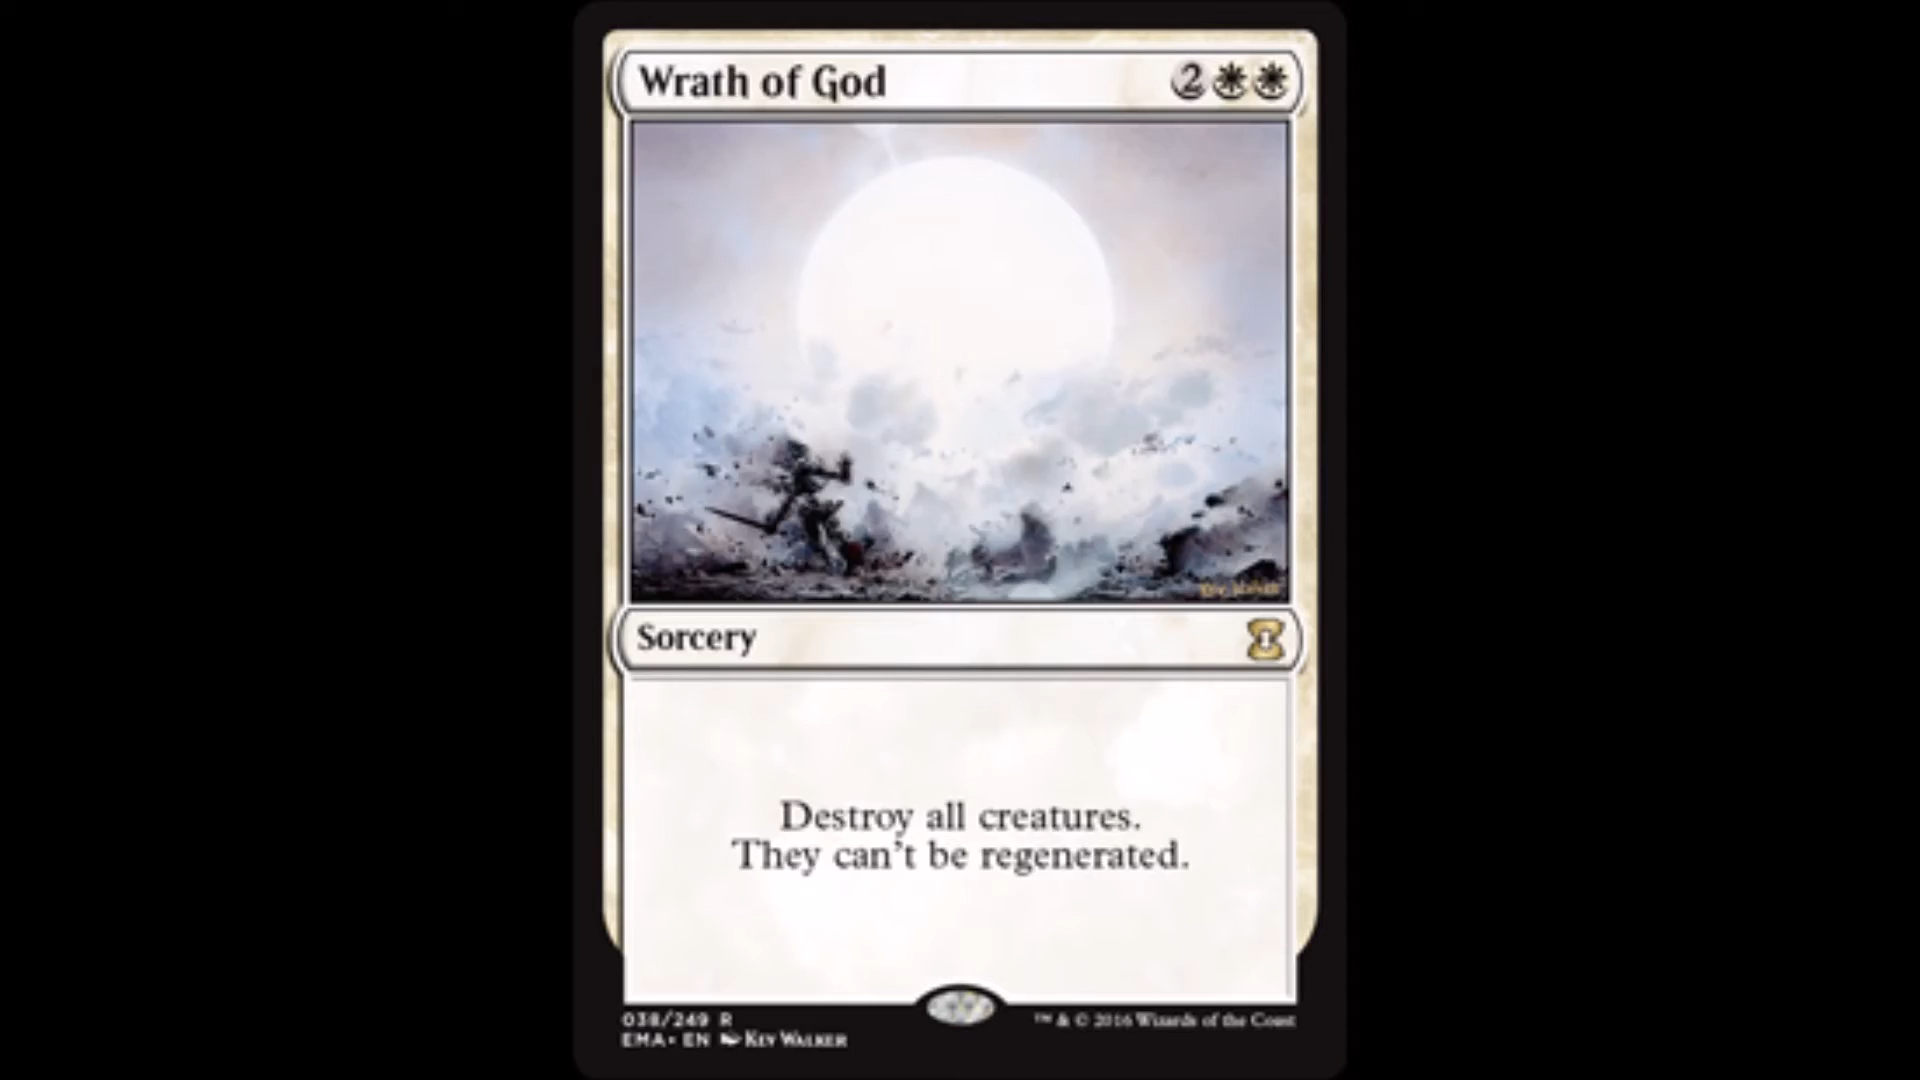 Wrath of God 2
Sorcery
Destroy all creatures.
They can't be regenerated.
038/249 R
™ & © 2016 Wizards of the Coast
EMA• EN Kev Walker